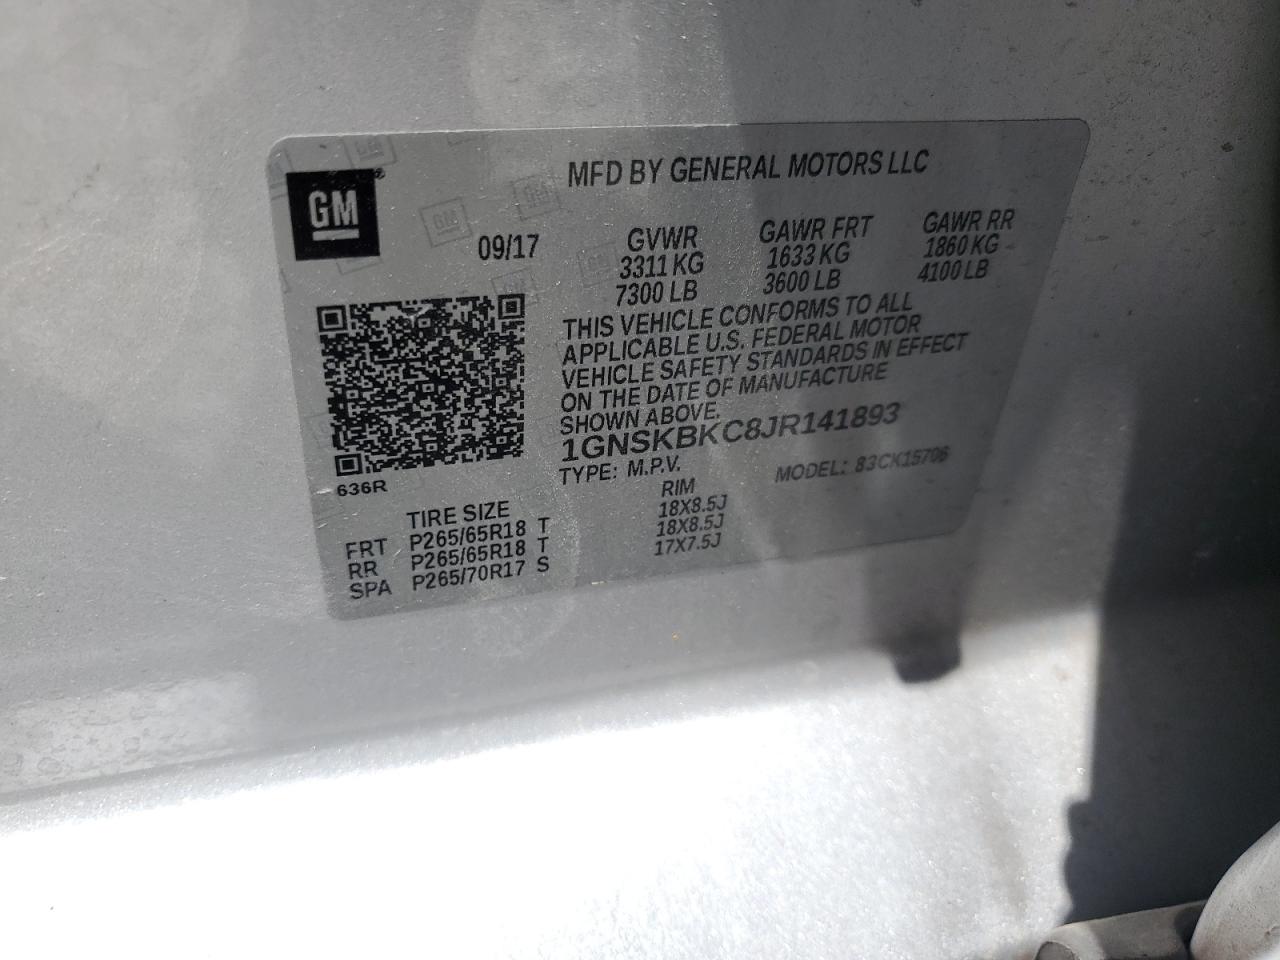 GM
MFD BY GENERAL MOTORS LLC
09/17
GVWR GAWR FRT GAWR RR
3311 KG 1633 KG 1860 KG
7300 LB 3600 LB 4100 LB
THIS VEHICLE CONFORMS TO ALL
APPLICABLE U.S. FEDERAL MOTOR
VEHICLE SAFETY STANDARDS IN EFFECT
ON THE DATE OF MANUFACTURE
SHOWN ABOVE.
1GNSKBKC8JR141893
TYPE: M.P.V. MODEL: 83CK15706
636R
TIRE SIZE RIM
FRT P265/65R18 T 18X8.5J
RR P265/65R18 T 18X8.5J
SPA P265/70R17 S 17X7.5J